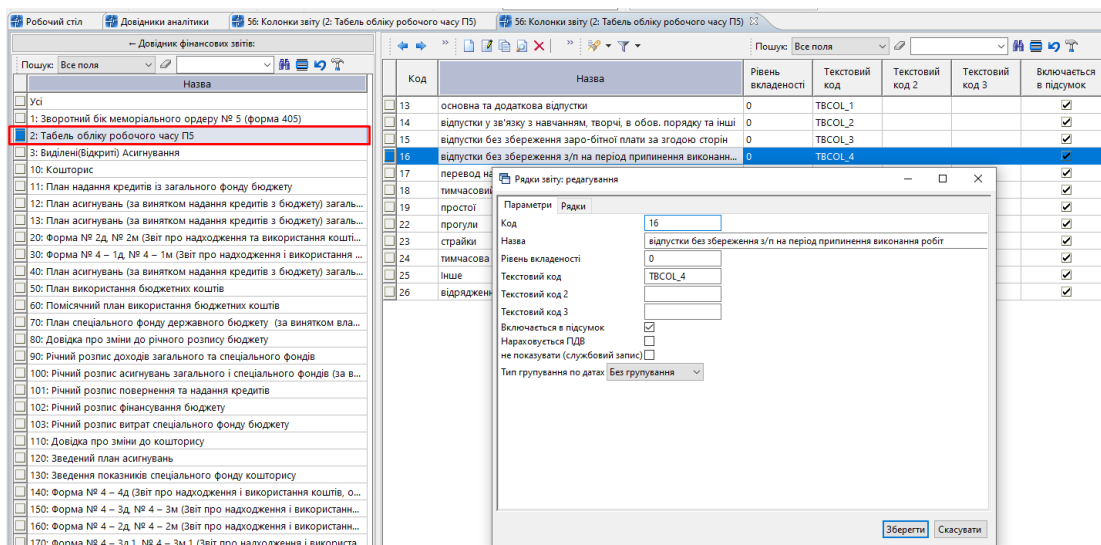 Робочий стіл
Довідники аналітики
56: Колонки звіту (2: Табель обліку робочого часу П5)
56: Колонки звіту (2: Табель обліку робочого часу П5)
← Довідник фінансових звітів:
Пошук: Все поля
Назва
Усі
1: Зворотний бік меморіального ордеру № 5 (форма 405)
2: Табель обліку робочого часу П5
3: Виділені(Відкриті) Асигнування
10: Кошторис
11: План надання кредитів із загального фонду бюджету
12: План асигнувань (за винятком надання кредитів з бюджету) загаль...
13: План асигнувань (за винятком надання кредитів з бюджету) загаль...
20: Форма № 2д, № 2м (Звіт про надходження та використання кошті...
30: Форма № 4 – 1д, № 4 – 1м (Звіт про надходження і використання ...
40: План асигнувань (за винятком надання кредитів з бюджету) загаль...
50: План використання бюджетних коштів
60: Помісячний план використання бюджетних коштів
70: План спеціального фонду державного бюджету (за винятком вла...
80: Довідка про зміни до річного розпису бюджету
90: Річний розпис доходів загального та спеціального фондів
100: Річний розпис асигнувань загального і спеціального фондів (за в...
101: Річний розпис повернення та надання кредитів
102: Річний розпис фінансування бюджету
103: Річний розпис витрат спеціального фонду бюджету
110: Довідка про зміни до кошторису
120: Зведений план асигнувань
130: Зведення показників спеціального фонду кошторису
140: Форма № 4 – 4д (Звіт про надходження і використання коштів, о...
150: Форма № 4 – 3д, № 4 – 3м (Звіт про надходження і використанн...
160: Форма № 4 – 2д, № 4 – 2м (Звіт про надходження і використанн...
170: Форма № 4 – 3д.1, № 4 – 3м.1 (Звіт про надходження і використа...
Пошук: Все поля
Код Назва Рівень вкладеності Текстовий код Текстовий код 2 Текстовий код 3 Включається в підсумок
13 основна та додаткова відпустки 0 TBCOL_1
14 відпустки у зв'язку з навчанням, творчі, в обов. порядку та інші 0 TBCOL_2
15 відпустки без збереження заро-бітної плати за згодою сторін 0 TBCOL_3
16 відпустки без збереження з/п на період припинення виконанн... 0 TBCOL_4
17 перевод на
18 тимчасовий
19 простої
22 прогули
23 страйки
24 тимчасова
25 Інше
26 відряджен
Рядки звіту: редагування
Параметри Рядки
Код 16
Назва відпустки без збереження з/п на період припинення виконання робіт
Рівень вкладеності 0
Текстовий код TBCOL_4
Текстовий код 2
Текстовий код 3
Включається в підсумок
Нараховується ПДВ
не показувати (службовий запис)
Тип групування по датах Без групування
Зберегти Скасувати